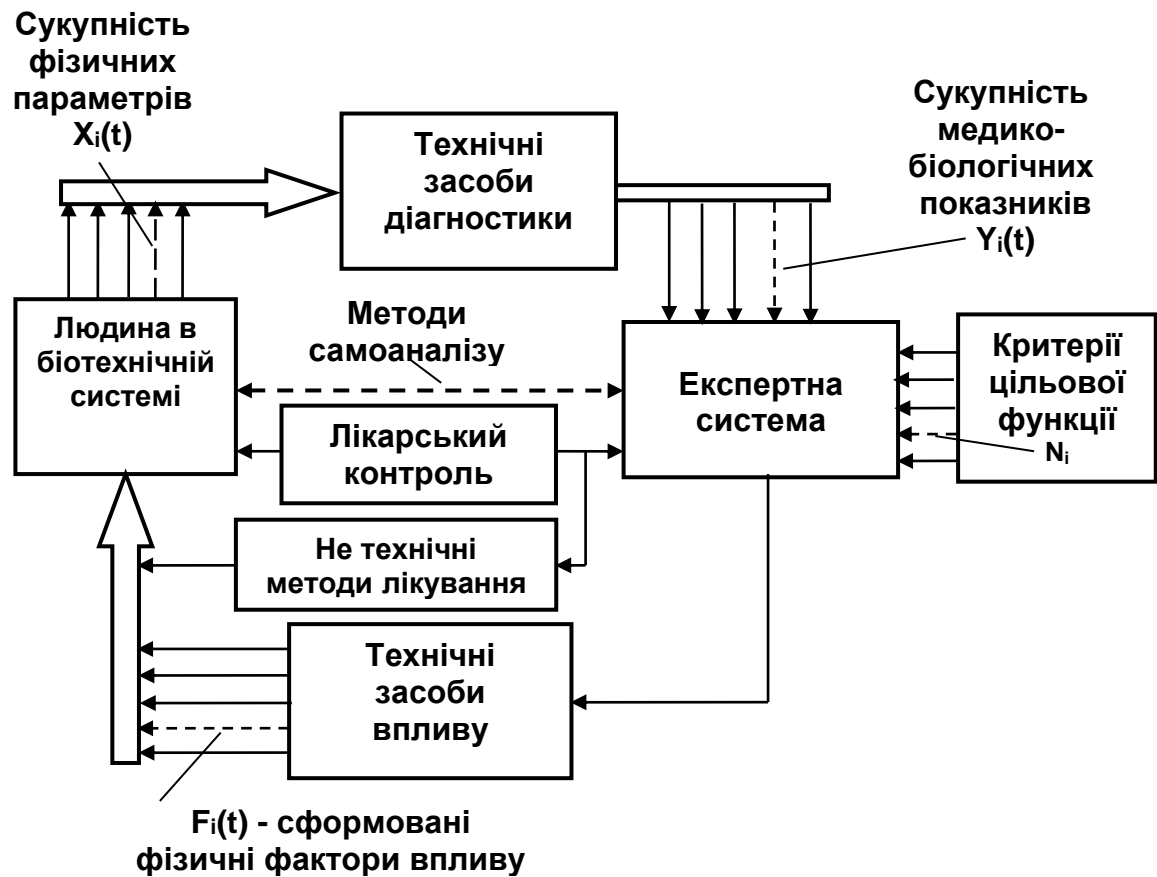 Сукупність
фізичних
параметрів
Xi(t)
Технічні
засоби
діагностики
Сукупність
медико-
біологічних
показників
Yi(t)
Людина в
біотехнічній
системі
Методи
самоаналізу
Експертна
система
Критерії
цільової
функції
Ni
Лікарський
контроль
Не технічні
методи лікування
Технічні
засоби
впливу
Fi(t) - сформовані
фізичні фактори впливу